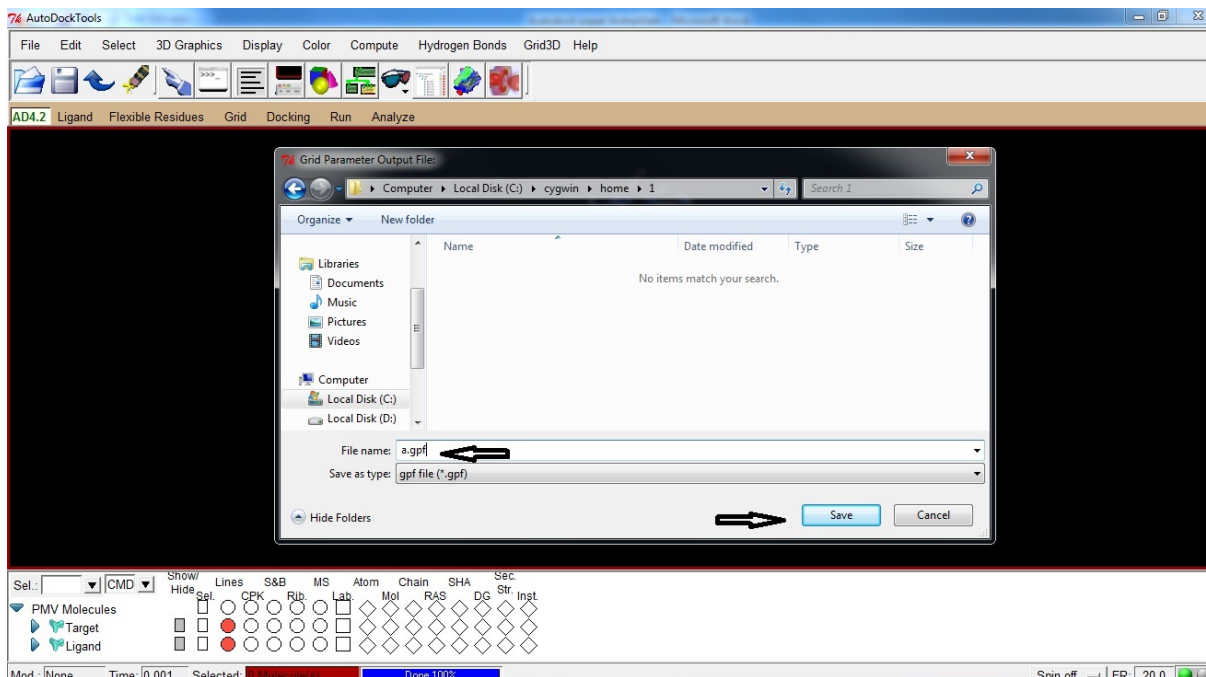 AutoDockTools
File Edit Select 3D Graphics Display Color Compute Hydrogen Bonds Grid3D Help
AD4.2 Ligand Flexible Residues Grid Docking Run Analyze
Grid Parameter Output File:
Computer Local Disk (C:) cygwin home 1 Search 1
Organize New folder
Name Date modified Type Size
No items match your search.
Libraries
Documents
Music
Pictures
Videos
Computer
Local Disk (C:)
Local Disk (D:)
File name: a.gpf
Save as type: gpf file (*.gpf)
Hide Folders Save Cancel
Sel.: CMD Show/ Hide Sel. Lines CPK S&B Rib. MS Lab. Atom Mol Chain RAS SHA DG Sec. Str. Inst.
PMV Molecules
Target
Ligand
Mod.: None Time: 0.001 Selected: Done 100% Spin off FR: 20.0